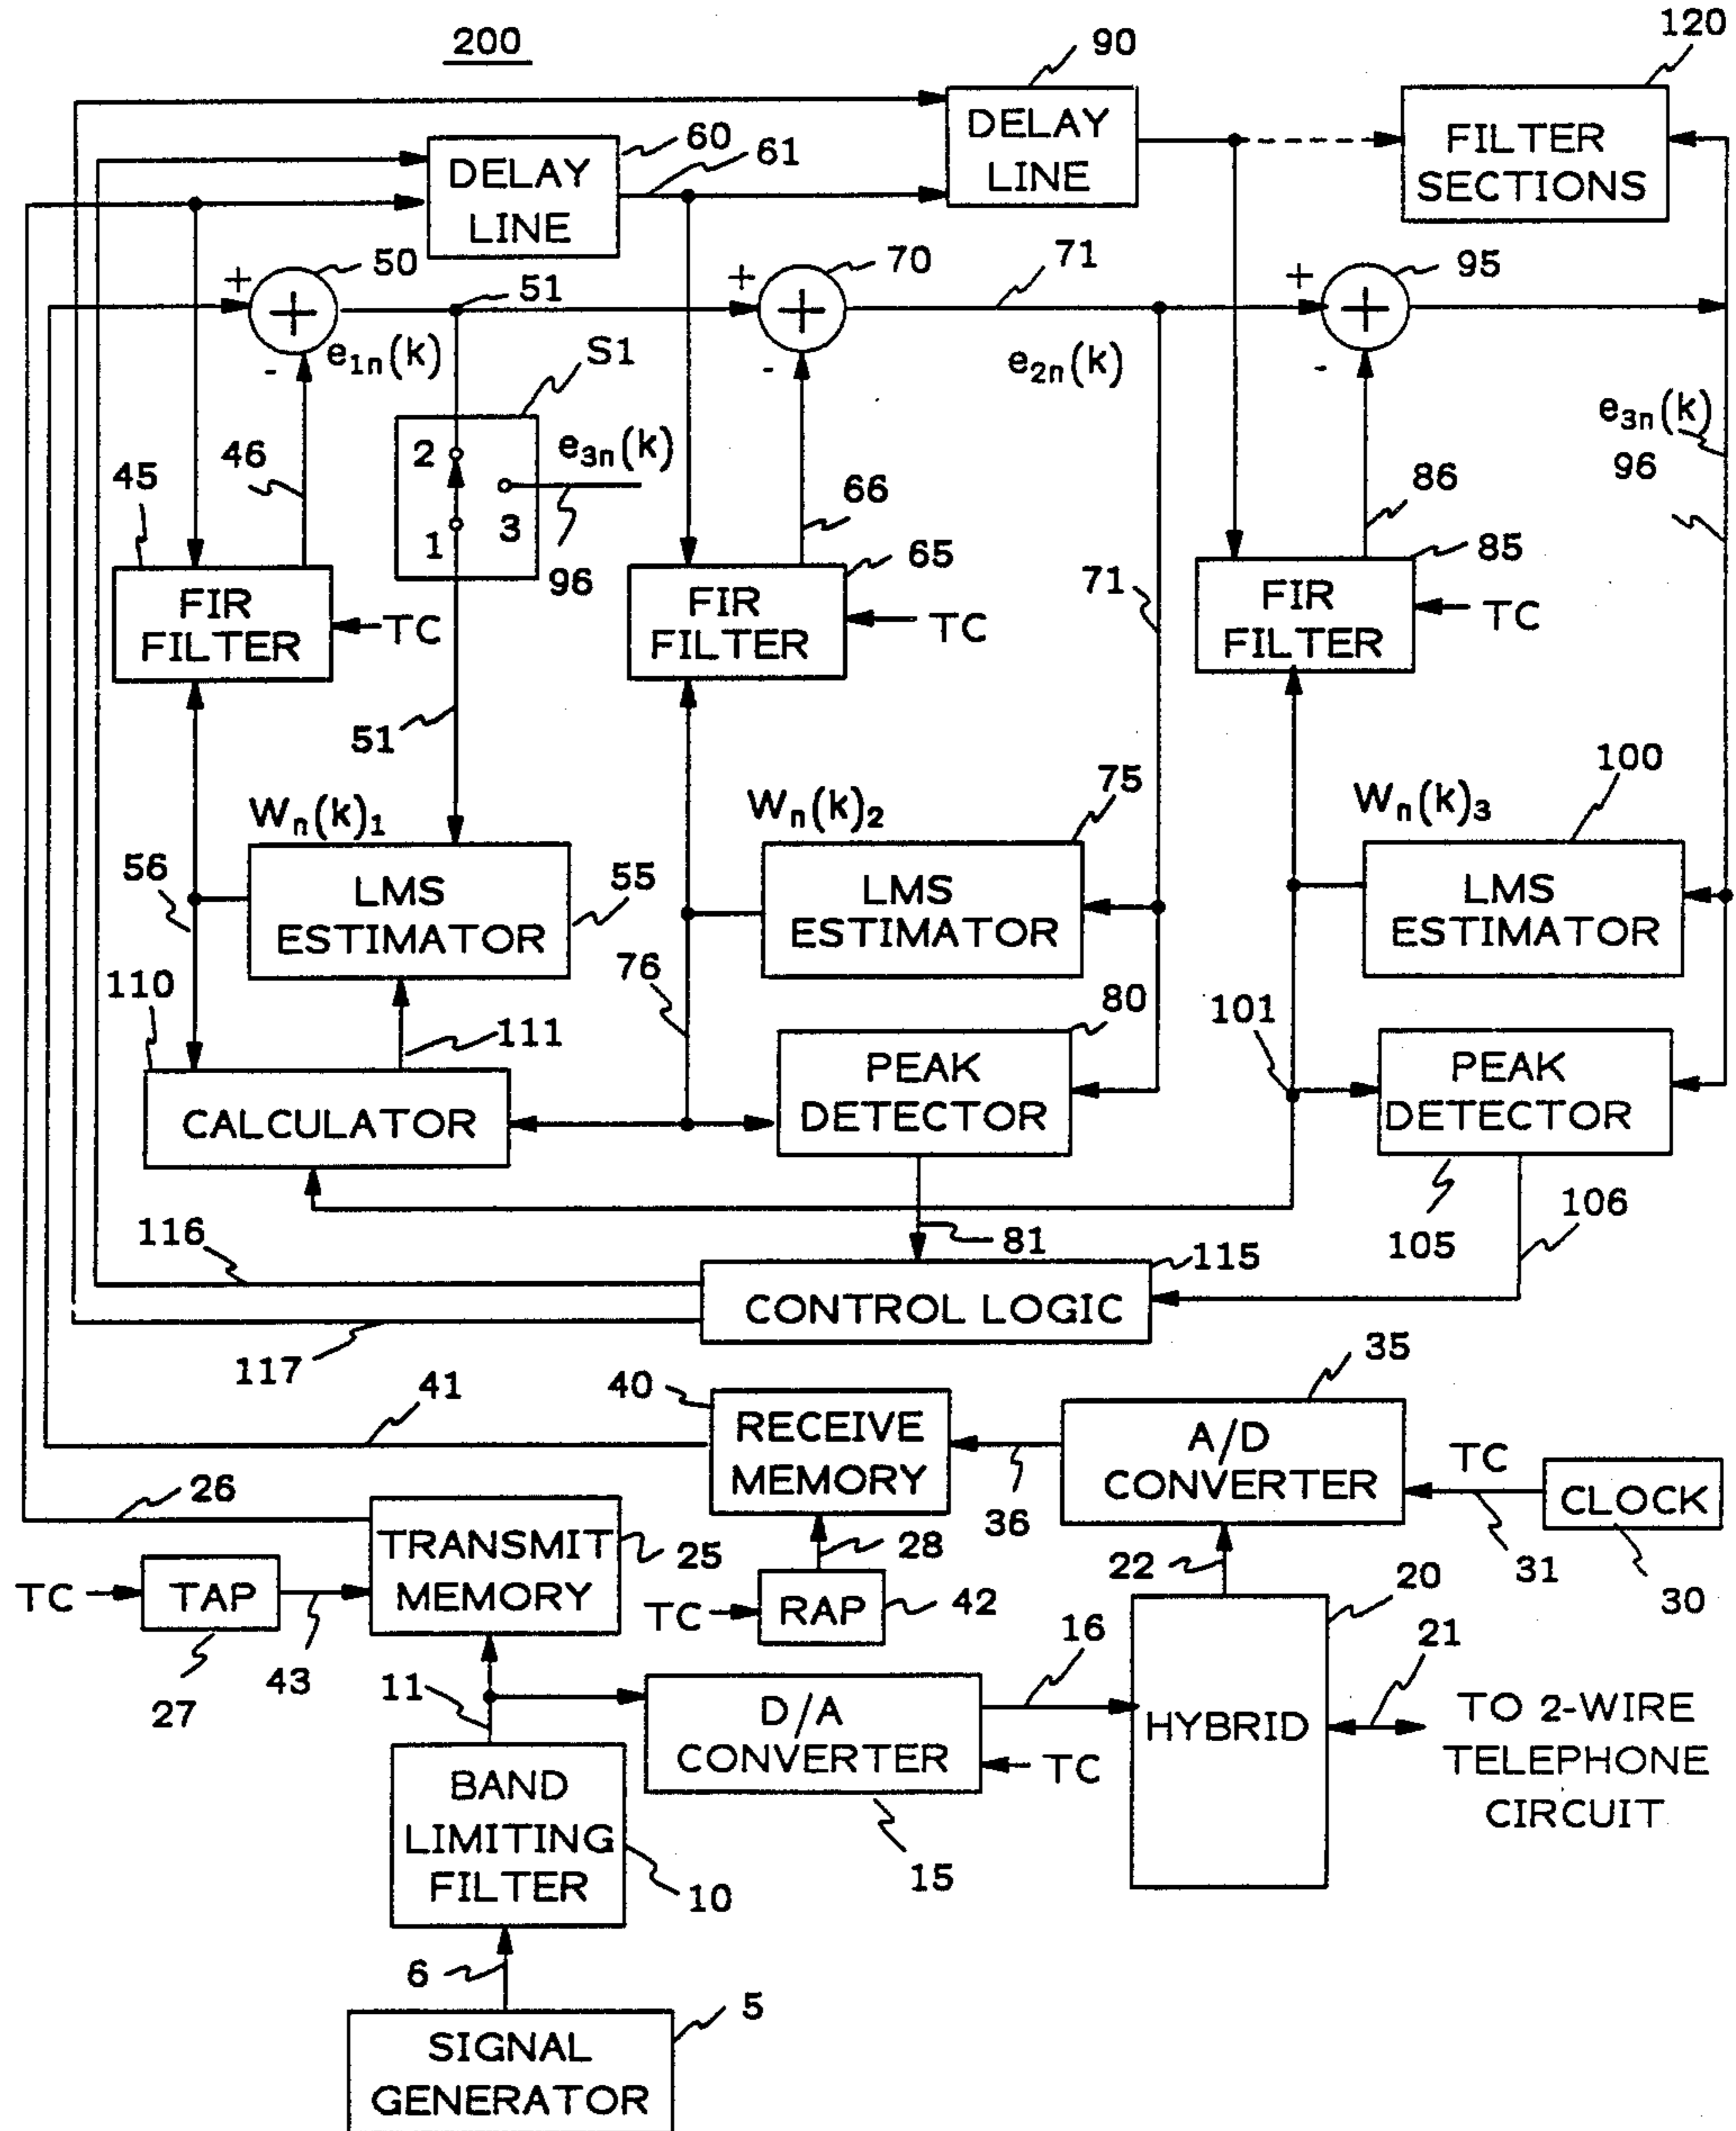 200
90
120
DELAY
LINE
60
61
DELAY
LINE
FILTER
SECTIONS
+
50
+
-
e1n(k)
51
+
70
+
-
71
e2n(k)
+
95
+
-
e3n(k)
96
S1
2
1
3
e3n(k)
96
45
46
66
86
85
65
71
FIR
FILTER
TC
FIR
FILTER
TC
FIR
FILTER
TC
51
Wn(k)1
56
LMS
ESTIMATOR
55
Wn(k)2
75
LMS
ESTIMATOR
76
Wn(k)3
100
LMS
ESTIMATOR
110
111
CALCULATOR
80
PEAK
DETECTOR
81
101
PEAK
DETECTOR
105
106
116
117
115
CONTROL LOGIC
41
40
RECEIVE
MEMORY
36
35
A/D
CONVERTER
TC
31
CLOCK
30
26
TRANSMIT
MEMORY
25
TC
TAP
27
43
28
TC
RAP
42
22
20
HYBRID
21
TO 2-WIRE
TELEPHONE
CIRCUIT
16
11
D/A
CONVERTER
TC
15
BAND
LIMITING
FILTER
10
6
5
SIGNAL
GENERATOR